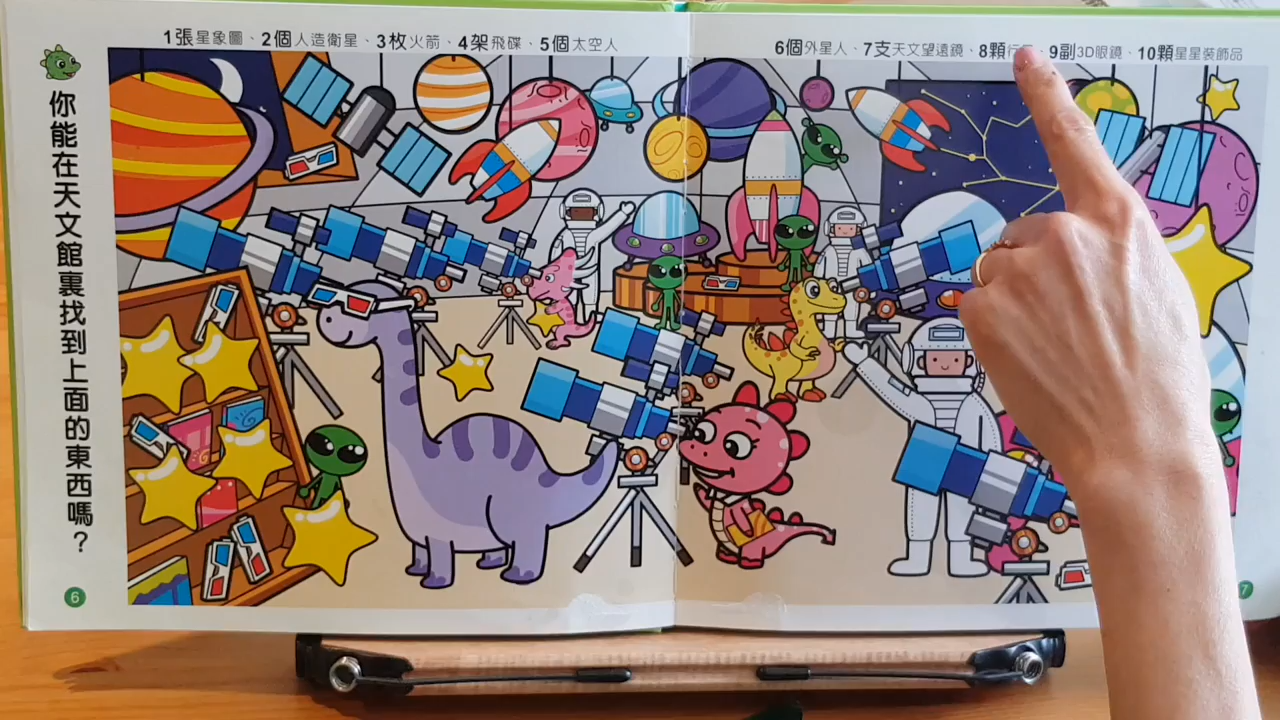 1張星象圖、2個人造衛星、3枚火箭、4架飛碟、5個太空人
6個外星人、7支天文望遠鏡、8顆行、9副3D眼鏡、10顆星星裝飾品
你能在天文館裏找到上面的東西嗎？
6
7